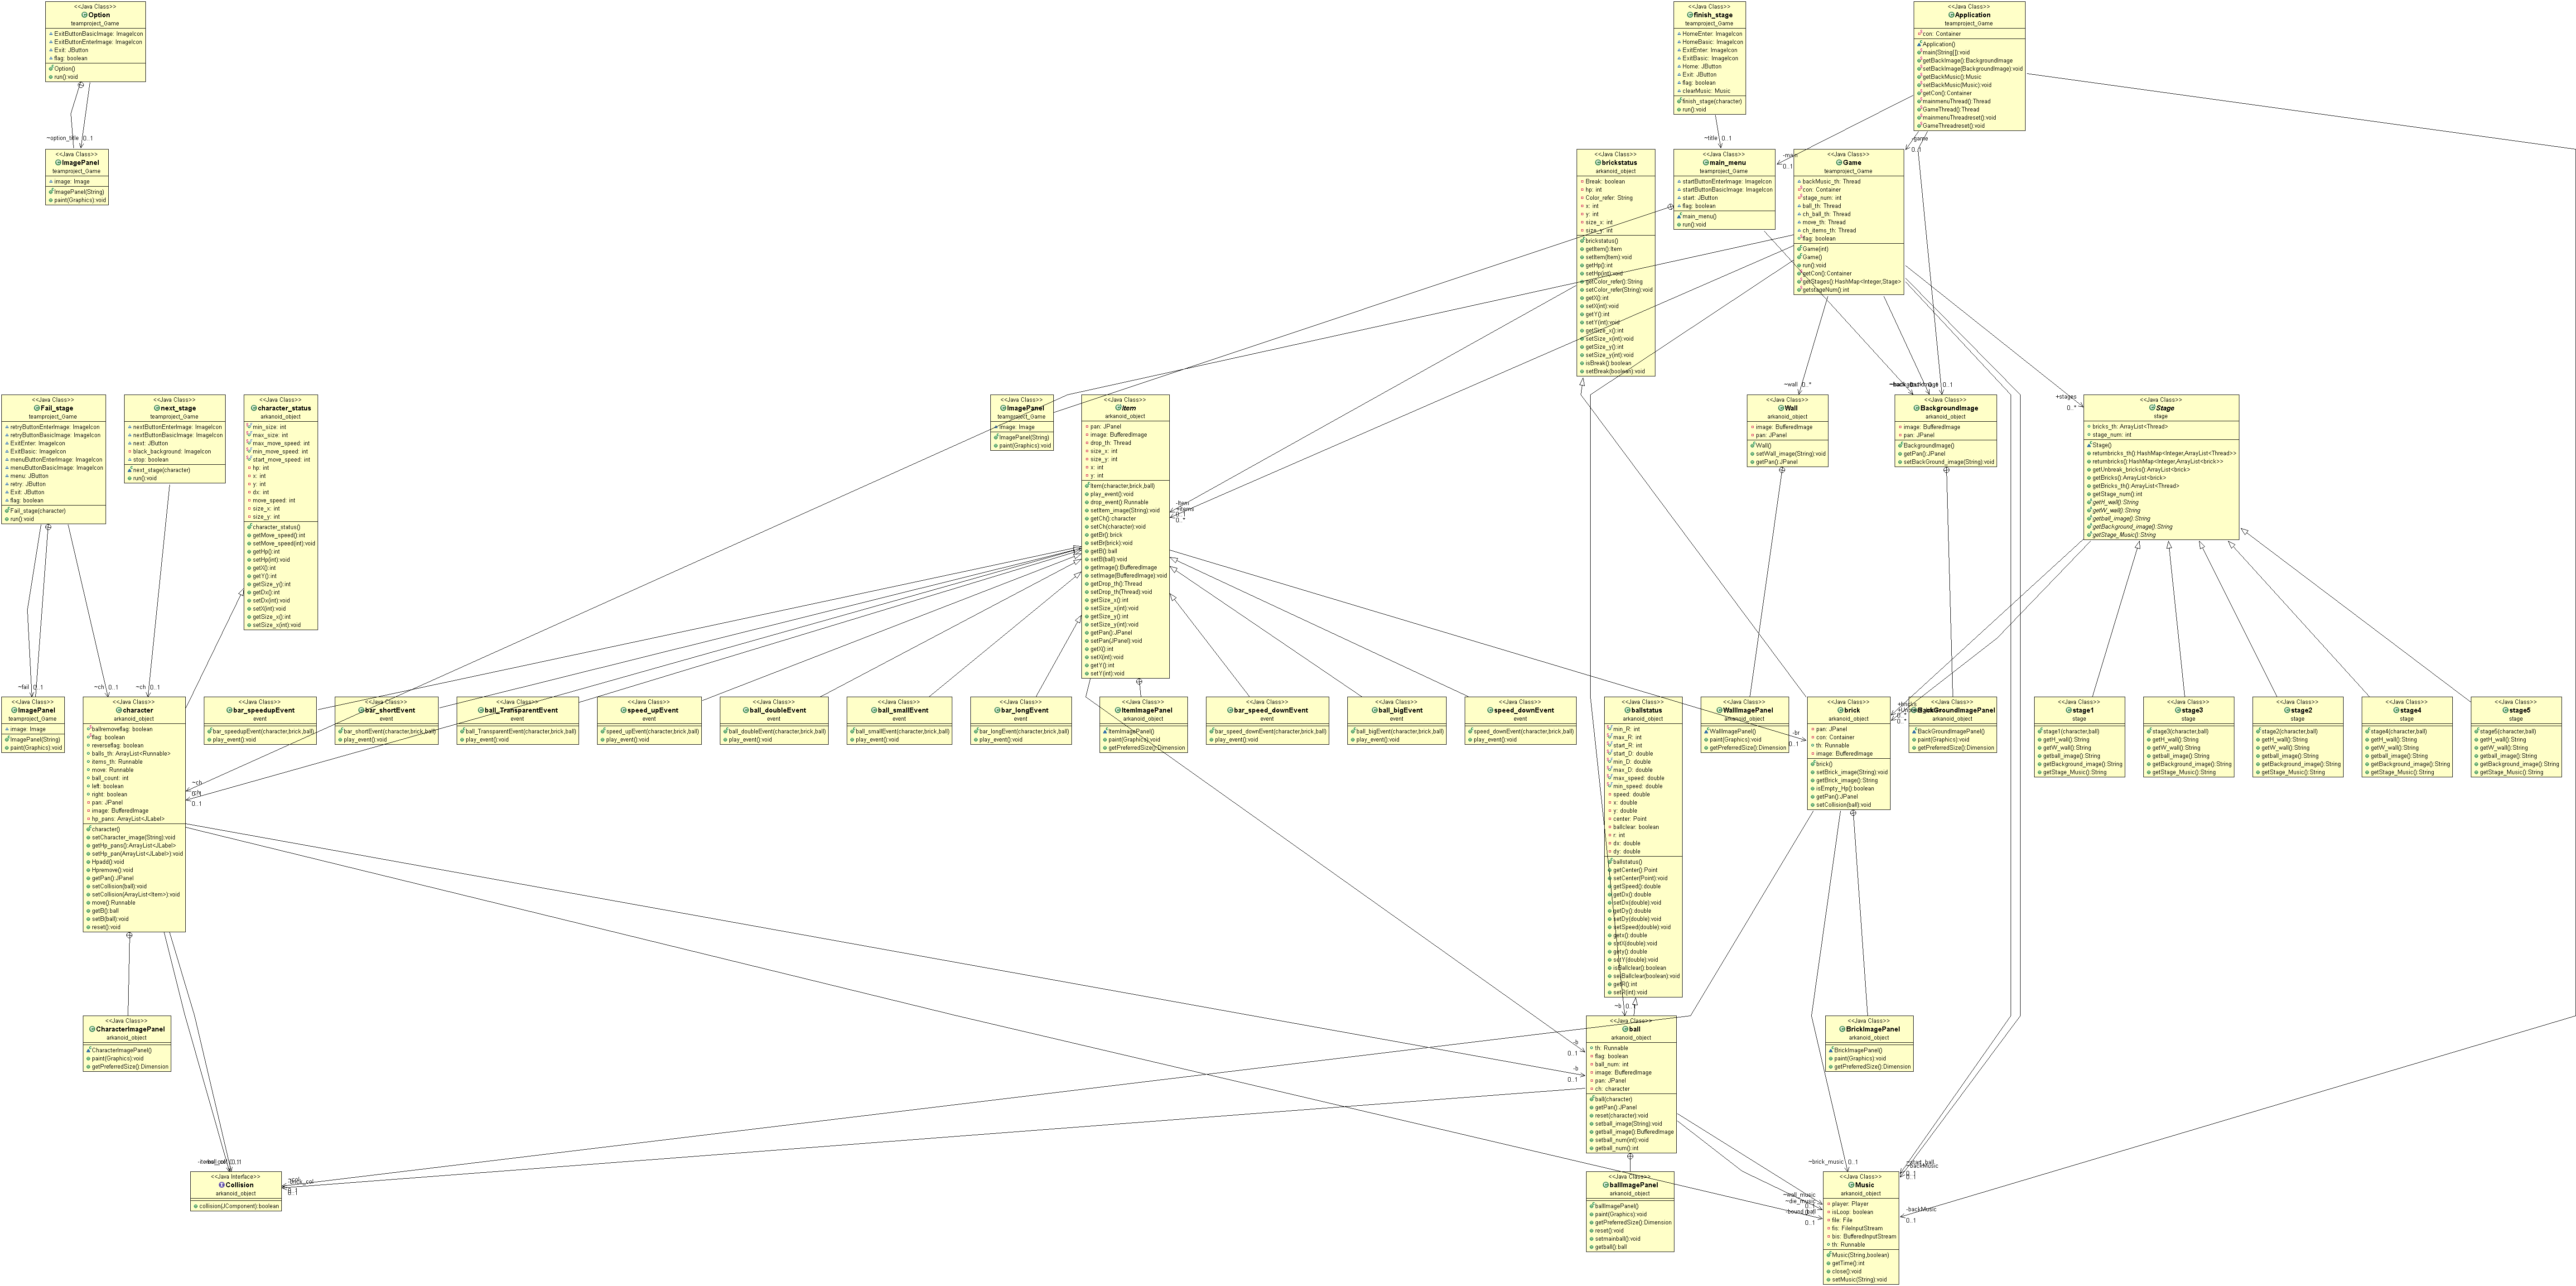 <<Java Class>>
Option
teamproject_Game
ExitButtonBasicImage: ImageIcon
ExitButtonEnterImage: ImageIcon
Exit: JButton
flag: boolean
Option()
run():void
~option_title 0..1
<<Java Class>>
ImagePanel
teamproject_Game
image: Image
ImagePanel(String)
paint(Graphics):void
<<Java Class>>
finish_stage
teamproject_Game
HomeEnter: ImageIcon
HomeBasic: ImageIcon
ExitEnter: ImageIcon
ExitBasic: ImageIcon
Home: JButton
Exit: JButton
flag: boolean
clearMusic: Music
finish_stage(character)
run():void
~title 0..1
<<Java Class>>
Application
teamproject_Game
con: Container
Application()
main(String[]):void
getBackImage():BackgroundImage
setBackImage(BackgroundImage):void
getBackMusic():Music
setBackMusic(Music):void
getCon():Container
mainmenuThread():Thread
GameThread():Thread
mainmenuThreadreset():void
GameThreadreset():void
-main
0..1
-game
0..1
<<Java Class>>
brickstatus
arkanoid_object
Break: boolean
hp: int
Color_refer: String
x: int
y: int
size_x: int
size_y: int
brickstatus()
getItem():Item
setItem(Item):void
getHp():int
setHp(int):void
getColor_refer():String
setColor_refer(String):void
getX():int
setX(int):void
getY():int
setY(int):void
getSize_x():int
setSize_x(int):void
getSize_y():int
setSize_y(int):void
isBreak():boolean
setBreak(boolean):void
<<Java Class>>
main_menu
teamproject_Game
startButtonEnterImage: ImageIcon
startButtonBasicImage: ImageIcon
start: JButton
flag: boolean
main_menu()
run():void
<<Java Class>>
Game
teamproject_Game
backMusic_th: Thread
con: Container
stage_num: int
ball_th: Thread
ch_ball_th: Thread
move_th: Thread
ch_items_th: Thread
flag: boolean
Game(int)
Game()
run():void
getCon():Container
getStages():HashMap<Integer,Stage>
getstageNum():int
<<Java Class>>
Fail_stage
teamproject_Game
retryButtonEnterImage: ImageIcon
retryButtonBasicImage: ImageIcon
ExitEnter: ImageIcon
ExitBasic: ImageIcon
menuButtonEnterImage: ImageIcon
menuButtonBasicImage: ImageIcon
menu: JButton
retry: JButton
Exit: JButton
flag: boolean
Fail_stage(character)
run():void
<<Java Class>>
next_stage
teamproject_Game
nextButtonEnterImage: ImageIcon
nextButtonBasicImage: ImageIcon
next: JButton
black_background: ImageIcon
stop: boolean
next_stage(character)
run():void
<<Java Class>>
character_status
arkanoid_object
min_size: int
max_size: int
max_move_speed: int
min_move_speed: int
start_move_speed: int
hp: int
x: int
y: int
dx: int
move_speed: int
size_x: int
size_y: int
character_status()
getMove_speed():int
setMove_speed(int):void
getHp():int
setHp(int):void
getX():int
getY():int
getSize_y():int
getDx():int
setDx(int):void
setX(int):void
getSize_x():int
setSize_x(int):void
<<Java Class>>
ImagePanel
teamproject_Game
image: Image
ImagePanel(String)
paint(Graphics):void
<<Java Class>>
Item
arkanoid_object
pan: JPanel
image: BufferedImage
drop_th: Thread
size_x: int
size_y: int
x: int
y: int
Item(character,brick,ball)
play_event():void
drop_event():Runnable
setItem_image(String):void
getCh():character
setCh(character):void
getBr():brick
setBr(brick):void
getB():ball
setB(ball):void
getImage():BufferedImage
setImage(BufferedImage):void
getDrop_th():Thread
setDrop_th(Thread):void
getSize_x():int
setSize_x(int):void
getSize_y():int
setSize_y(int):void
getPan():JPanel
setPan(JPanel):void
getX():int
setX(int):void
getY():int
setY(int):void
-Item
~items
0..1
0..*
~wall 0..*
<<Java Class>>
Wall
arkanoid_object
image: BufferedImage
pan: JPanel
Wall()
setWall_image(String):void
getPan():JPanel
0..1
<<Java Class>>
BackgroundImage
arkanoid_object
image: BufferedImage
pan: JPanel
BackgroundImage()
getPan():JPanel
setBackGround_image(String):void
+stages
0..*
<<Java Class>>
Stage
stage
bricks_th: ArrayList<Thread>
stage_num: int
Stage()
returnbricks_th():HashMap<Integer,ArrayList<Thread>>
returnbricks():HashMap<Integer,ArrayList<brick>>
getUnbreak_bricks():ArrayList<brick>
getBricks():ArrayList<brick>
getBricks_th():ArrayList<Thread>
getStage_num():int
getH_wall():String
getW_wall():String
getball_image():String
getBackground_image():String
getStage_Music():String
~fail 0..1
<<Java Class>>
ImagePanel
teamproject_Game
image: Image
ImagePanel(String)
paint(Graphics):void
~ch 0..1
~ch 0..1
<<Java Class>>
character
arkanoid_object
ballremoveflag: boolean
flag: boolean
reverseflag: boolean
balls_th: ArrayList<Runnable>
items_th: Runnable
move: Runnable
ball_count: int
left: boolean
right: boolean
pan: JPanel
image: BufferedImage
hp_pans: ArrayList<JLabel>
character()
setCharacter_image(String):void
getHp_pans():ArrayList<JLabel>
setHp_pan(ArrayList<JLabel>):void
Hpadd():void
Hpremove():void
getPan():JPanel
setCollision(ball):void
setCollision(ArrayList<Item>):void
move():Runnable
getB():ball
setB(ball):void
reset():void
~ch
0..1
<<Java Class>>
bar_speedupEvent
event
bar_speedupEvent(character,brick,ball)
play_event():void
<<Java Class>>
bar_shortEvent
event
bar_shortEvent(character,brick,ball)
play_event():void
<<Java Class>>
ball_TransparentEvent
event
ball_TransparentEvent(character,brick,ball)
play_event():void
<<Java Class>>
speed_upEvent
event
speed_upEvent(character,brick,ball)
play_event():void
<<Java Class>>
ball_doubleEvent
event
ball_doubleEvent(character,brick,ball)
play_event():void
<<Java Class>>
ball_smallEvent
event
ball_smallEvent(character,brick,ball)
play_event():void
<<Java Class>>
bar_longEvent
event
bar_longEvent(character,brick,ball)
play_event():void
<<Java Class>>
ItemImagePanel
arkanoid_object
ItemImagePanel()
paint(Graphics):void
getPreferredSize():Dimension
<<Java Class>>
bar_speed_downEvent
event
bar_speed_downEvent(character,brick,ball)
play_event():void
<<Java Class>>
ball_bigEvent
event
ball_bigEvent(character,brick,ball)
play_event():void
<<Java Class>>
speed_downEvent
event
speed_downEvent(character,brick,ball)
play_event():void
<<Java Class>>
ballstatus
arkanoid_object
min_R: int
max_R: int
start_R: int
start_D: double
min_D: double
max_D: double
max_speed: double
min_speed: double
speed: double
x: double
y: double
center: Point
ballclear: boolean
r: int
dx: double
dy: double
ballstatus()
getCenter():Point
setCenter(Point):void
getSpeed():double
getDx():double
setDx(double):void
getDy():double
setDy(double):void
setSpeed(double):void
getx():double
setX(double):void
gety():double
setY(double):void
isBallclear():boolean
setBallclear(boolean):void
getR():int
setR(int):void
<<Java Class>>
WallImagePanel
arkanoid_object
WallImagePanel()
paint(Graphics):void
getPreferredSize():Dimension
-br
0..1
<<Java Class>>
brick
arkanoid_object
pan: JPanel
con: Container
th: Runnable
image: BufferedImage
brick()
setBrick_image(String):void
getBrick_image():String
isEmpty_Hp():boolean
getPan():JPanel
setCollision(ball):void
+bricks
0..*
<<Java Class>>
BackGroundImagePanel
arkanoid_object
BackGroundImagePanel()
paint(Graphics):void
getPreferredSize():Dimension
<<Java Class>>
stage1
stage
stage1(character,ball)
getH_wall():String
getW_wall():String
getball_image():String
getBackground_image():String
getStage_Music():String
<<Java Class>>
stage3
stage
stage3(character,ball)
getH_wall():String
getW_wall():String
getball_image():String
getBackground_image():String
getStage_Music():String
<<Java Class>>
stage2
stage
stage2(character,ball)
getH_wall():String
getW_wall():String
getball_image():String
getBackground_image():String
getStage_Music():String
<<Java Class>>
stage4
stage
stage4(character,ball)
getH_wall():String
getW_wall():String
getball_image():String
getBackground_image():String
getStage_Music():String
<<Java Class>>
stage5
stage
stage5(character,ball)
getH_wall():String
getW_wall():String
getball_image():String
getBackground_image():String
getStage_Music():String
<<Java Class>>
CharacterImagePanel
arkanoid_object
CharacterImagePanel()
paint(Graphics):void
getPreferredSize():Dimension
~b 0..1
-b
0..1
-b
0..1
<<Java Class>>
ball
arkanoid_object
th: Runnable
flag: boolean
ball_num: int
image: BufferedImage
pan: JPanel
ch: character
ball(character)
getPan():JPanel
reset(character):void
setball_image(String):void
getball_image():BufferedImage
setball_num(int):void
getball_num():int
<<Java Class>>
BrickImagePanel
arkanoid_object
BrickImagePanel()
paint(Graphics):void
getPreferredSize():Dimension
<<Java Interface>>
Collision
arkanoid_object
collision(JComponent):boolean
<<Java Class>>
ballImagePanel
arkanoid_object
ballImagePanel()
paint(Graphics):void
getPreferredSize():Dimension
reset():void
setmainball():void
getball():ball
~brick_music 0..1
~backMusic
0..1
~wall_music
~die_music
-bound_ball
0..1
-backMusic
0..1
<<Java Class>>
Music
arkanoid_object
player: Player
isLoop: boolean
file: File
fis: FileInputStream
bis: BufferedInputStream
th: Runnable
Music(String,boolean)
getTime():int
close():void
setMusic(String):void